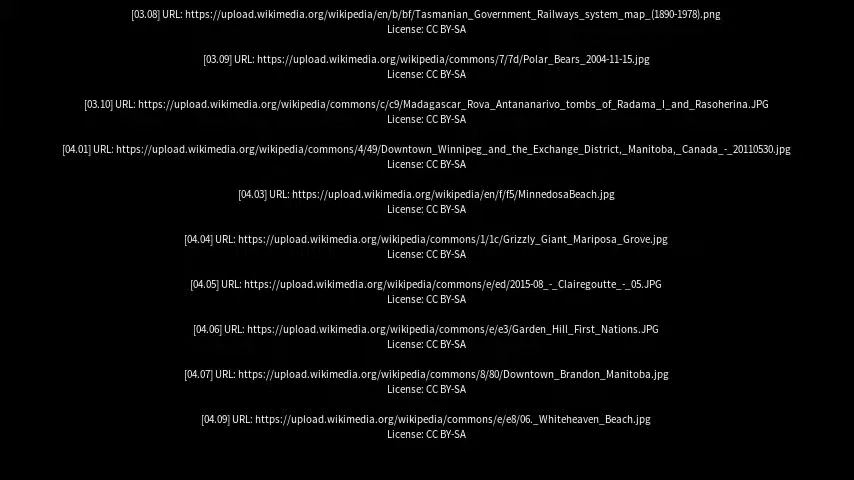 [03.08] URL: https://upload.wikimedia.org/wikipedia/en/b/bf/Tasmanian_Government_Railways_system_map_(1890-1978).png
License: CC BY-SA
[03.09] URL: https://upload.wikimedia.org/wikipedia/commons/7/7d/Polar_Bears_2004-11-15.jpg
License: CC BY-SA
[03.10] URL: https://upload.wikimedia.org/wikipedia/commons/c/c9/Madagascar_Rova_Antananarivo_tombs_of_Radama_I_and_Rasoherina.JPG
License: CC BY-SA
[04.01] URL: https://upload.wikimedia.org/wikipedia/commons/4/49/Downtown_Winnipeg_and_the_Exchange_District,_Manitoba,_Canada_-_20110530.jpg
License: CC BY-SA
[04.03] URL: https://upload.wikimedia.org/wikipedia/en/f/f5/MinnedosaBeach.jpg
License: CC BY-SA
[04.04] URL: https://upload.wikimedia.org/wikipedia/commons/1/1c/Grizzly_Giant_Mariposa_Grove.jpg
License: CC BY-SA
[04.05] URL: https://upload.wikimedia.org/wikipedia/commons/e/ed/2015-08_-_Clairegoutte_-_05.JPG
License: CC BY-SA
[04.06] URL: https://upload.wikimedia.org/wikipedia/commons/e/e3/Garden_Hill_First_Nations.JPG
License: CC BY-SA
[04.07] URL: https://upload.wikimedia.org/wikipedia/commons/8/80/Downtown_Brandon_Manitoba.jpg
License: CC BY-SA
[04.09] URL: https://upload.wikimedia.org/wikipedia/commons/e/e8/06._Whiteheaven_Beach.jpg
License: CC BY-SA